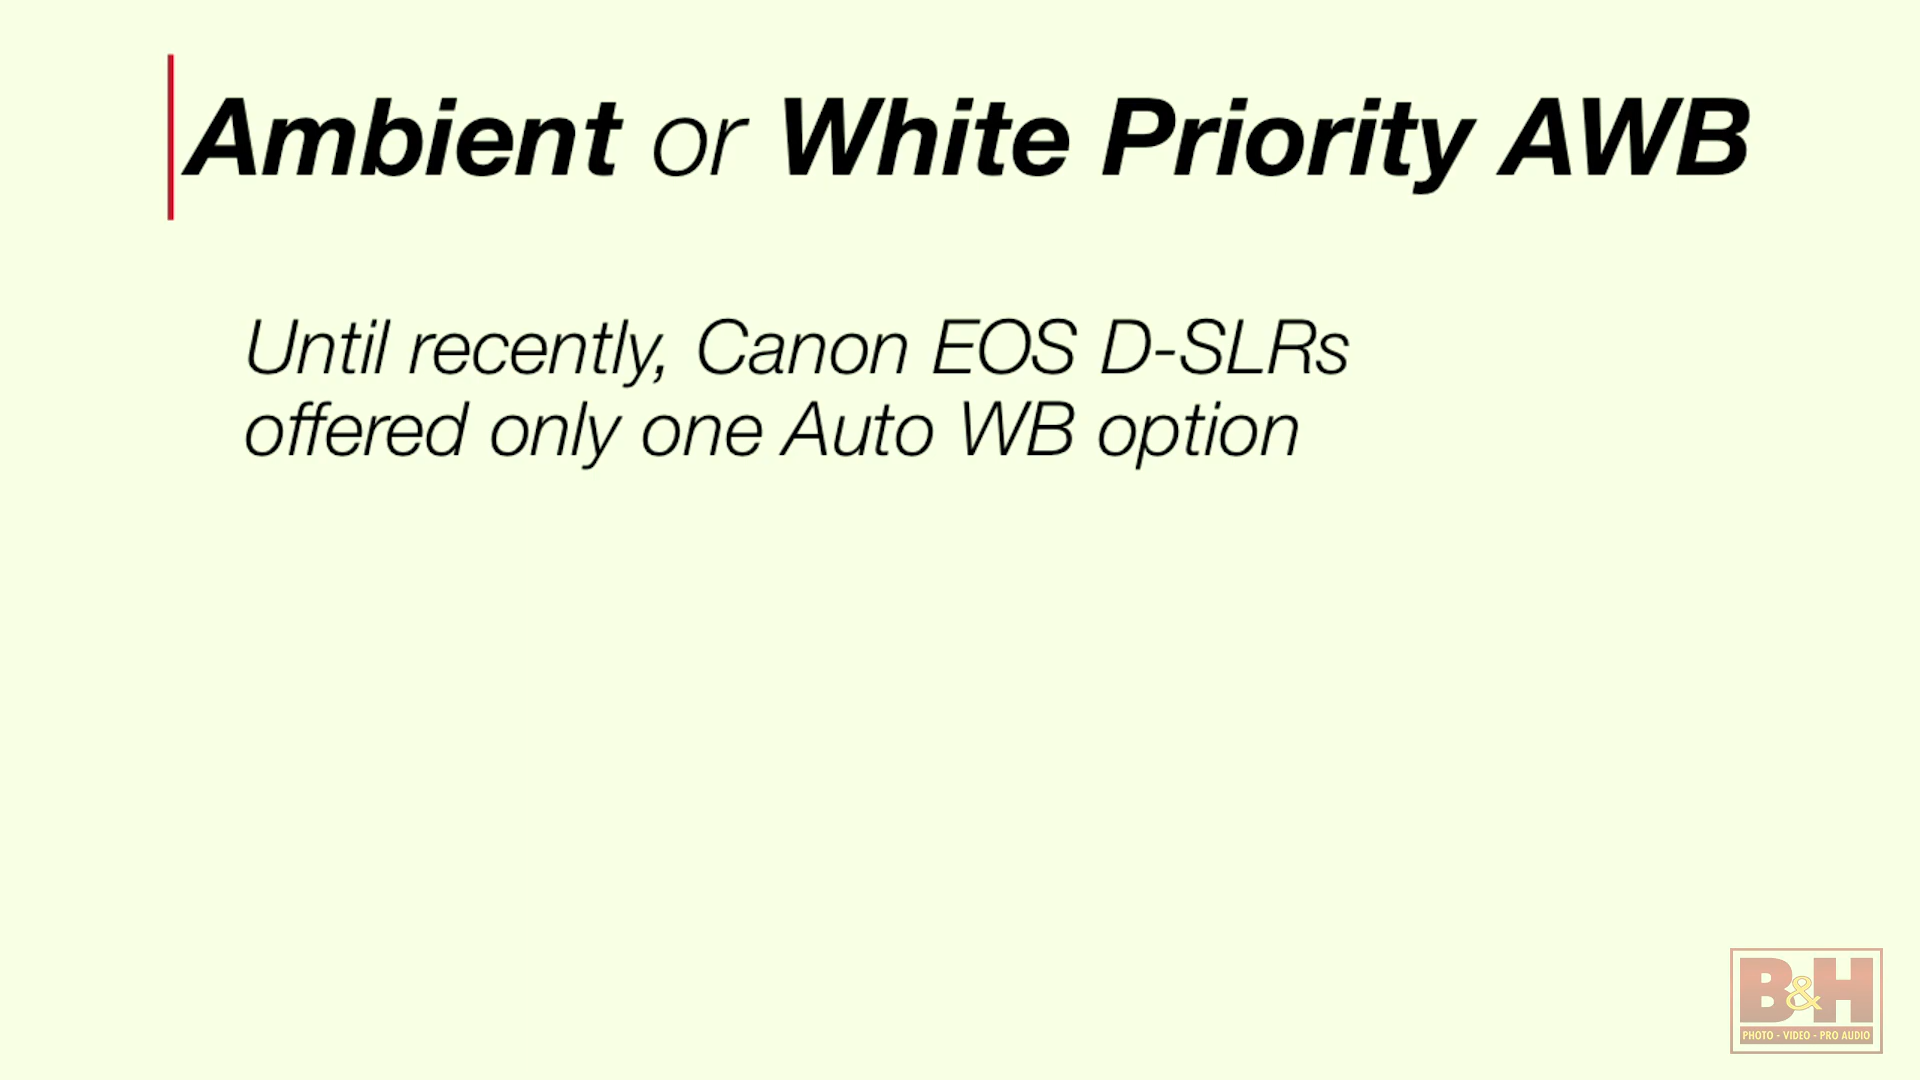 Ambient or White Priority AWB
Until recently, Canon EOS D-SLRs
offered only one Auto WB option
B&H
PHOTO - VIDEO - PRO AUDIO